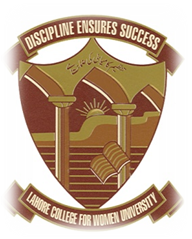 DISCIPLINE ENSURES SUCCESS
LAHORE COLLEGE FOR WOMEN UNIVERSITY